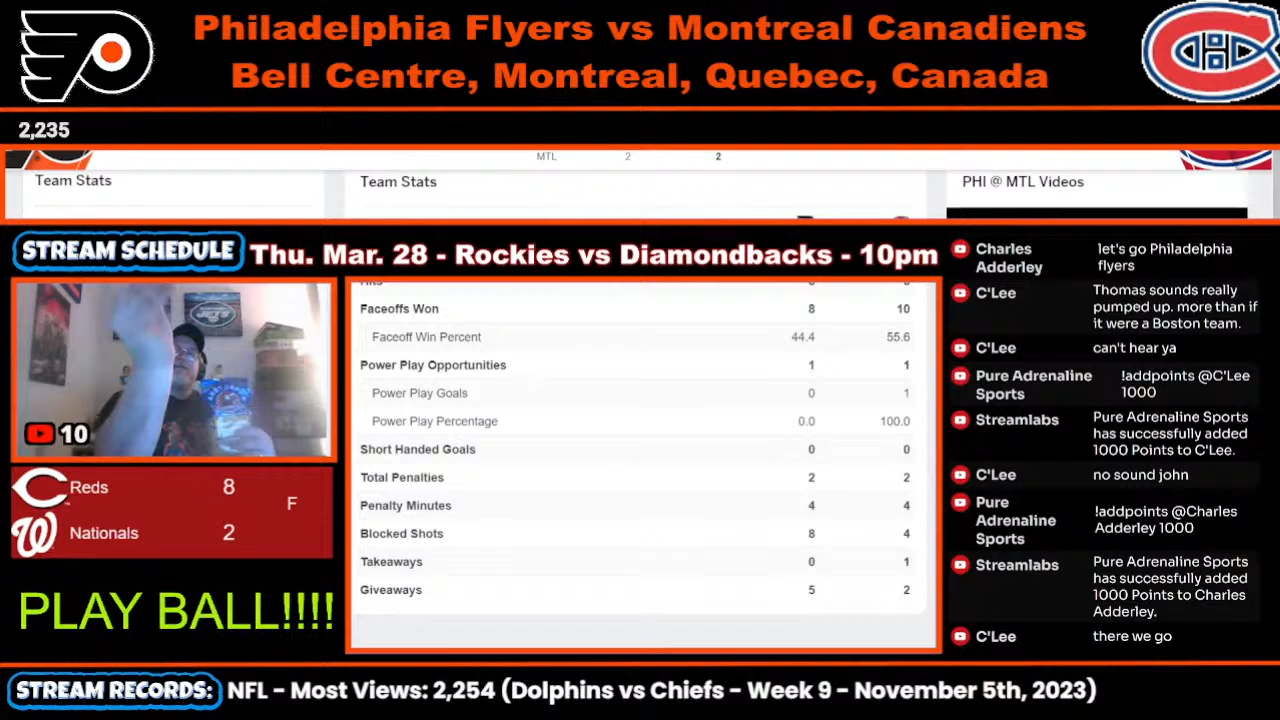 Philadelphia Flyers vs Montreal Canadiens
Bell Centre, Montreal, Quebec, Canada
2,235
MTL 2 2
Team Stats
Team Stats
PHI @ MTL Videos
STREAM SCHEDULE
Thu. Mar. 28 - Rockies vs Diamondbacks - 10pm
JETS
10
Reds 8
F
Nationals 2
PLAY BALL!!!!
Hits
Faceoffs Won 8 10
Faceoff Win Percent 44.4 55.6
Power Play Opportunities 1 1
Power Play Goals 0 1
Power Play Percentage 0.0 100.0
Short Handed Goals 0 0
Total Penalties 2 2
Penalty Minutes 4 4
Blocked Shots 8 4
Takeaways 0 1
Giveaways 5 2
Charles Adderley
let's go Philadelphia
flyers
C'Lee
Thomas sounds really
pumped up. more than if
it were a Boston team.
C'Lee
can't hear ya
Pure Adrenaline
Sports
!addpoints @C'Lee
1000
Streamlabs
Pure Adrenaline Sports
has successfully added
1000 Points to C'Lee.
C'Lee
no sound john
Pure
Adrenaline
Sports
!addpoints @Charles
Adderley 1000
Streamlabs
Pure Adrenaline Sports
has successfully added
1000 Points to Charles
Adderley.
C'Lee
there we go
STREAM RECORDS:
NFL - Most Views: 2,254 (Dolphins vs Chiefs - Week 9 - November 5th, 2023)